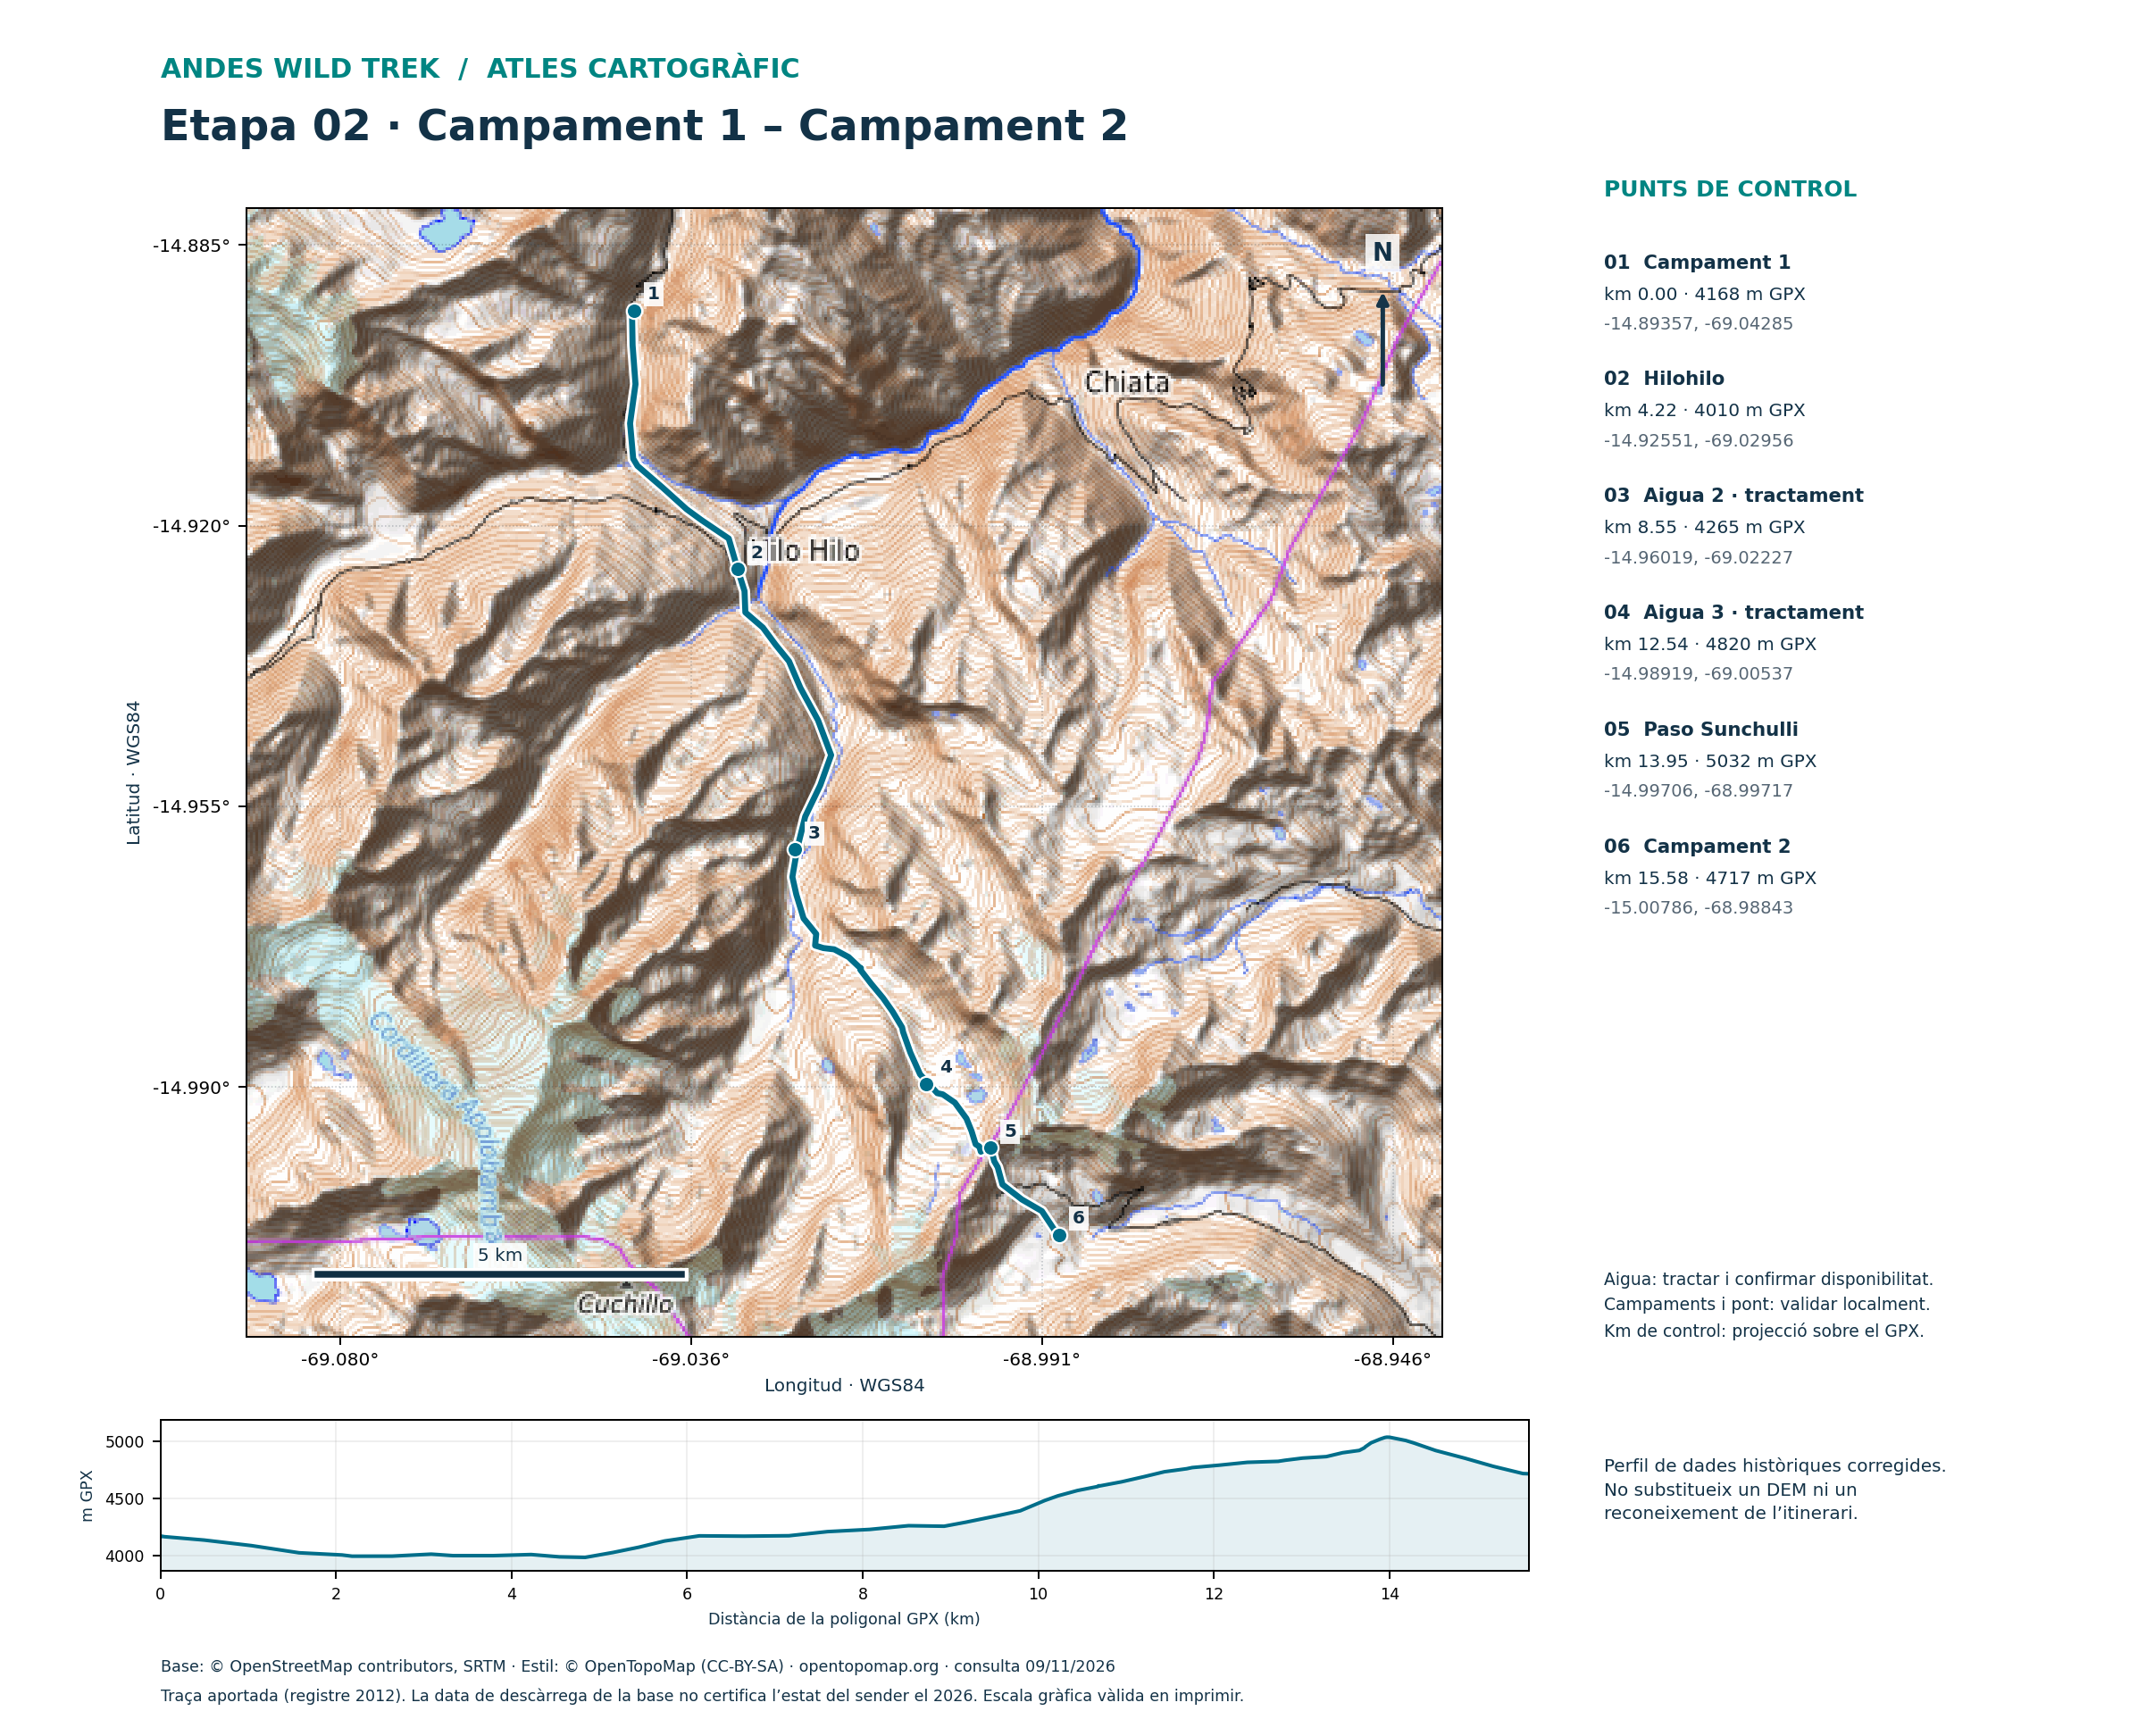 ANDES WILD TREK / ATLES CARTOGRÀFIC
Etapa 02 · Campament 1 – Campament 2
PUNTS DE CONTROL
01 Campament 1
km 0.00 · 4168 m GPX
-14.89357, -69.04285
02 Hilohilo
km 4.22 · 4010 m GPX
-14.92551, -69.02956
03 Aigua 2 · tractament
km 8.55 · 4265 m GPX
-14.96019, -69.02227
04 Aigua 3 · tractament
km 12.54 · 4820 m GPX
-14.98919, -69.00537
05 Paso Sunchulli
km 13.95 · 5032 m GPX
-14.99706, -68.99717
06 Campament 2
km 15.58 · 4717 m GPX
-15.00786, -68.98843
Aigua: tractar i confirmar disponibilitat.
Campaments i pont: validar localment.
Km de control: projecció sobre el GPX.
-14.885°
-14.920°
-14.955°
-14.990°
Latitud · WGS84
N
1
Chiata
2
Hilo Hilo
3
4
5
6
Cordillera Apolobamba
5 km
Cuchillo
-69.080°
-69.036°
-68.991°
-68.946°
Longitud · WGS84
5000
4500
4000
m GPX
0
2
4
6
8
10
12
14
Distància de la poligonal GPX (km)
Perfil de dades històriques corregides.
No substitueix un DEM ni un
reconeixement de l’itinerari.
Base: © OpenStreetMap contributors, SRTM · Estil: © OpenTopoMap (CC-BY-SA) · opentopomap.org · consulta 09/11/2026
Traça aportada (registre 2012). La data de descàrrega de la base no certifica l’estat del sender el 2026. Escala gràfica vàlida en imprimir.